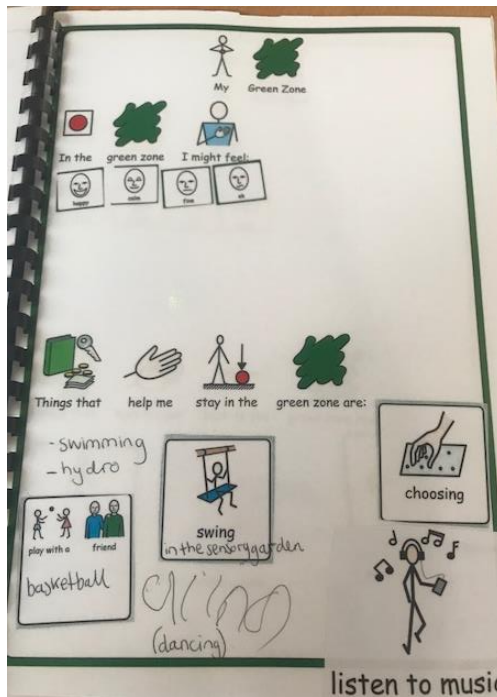 My Green Zone
In the green zone I might feel:
happy calm fine ok
Things that help me stay in the green zone are:
- swimming
- hydro
choosing
swing
in the sensory garden
play with a friend
basketball
(dancing)
listen to music